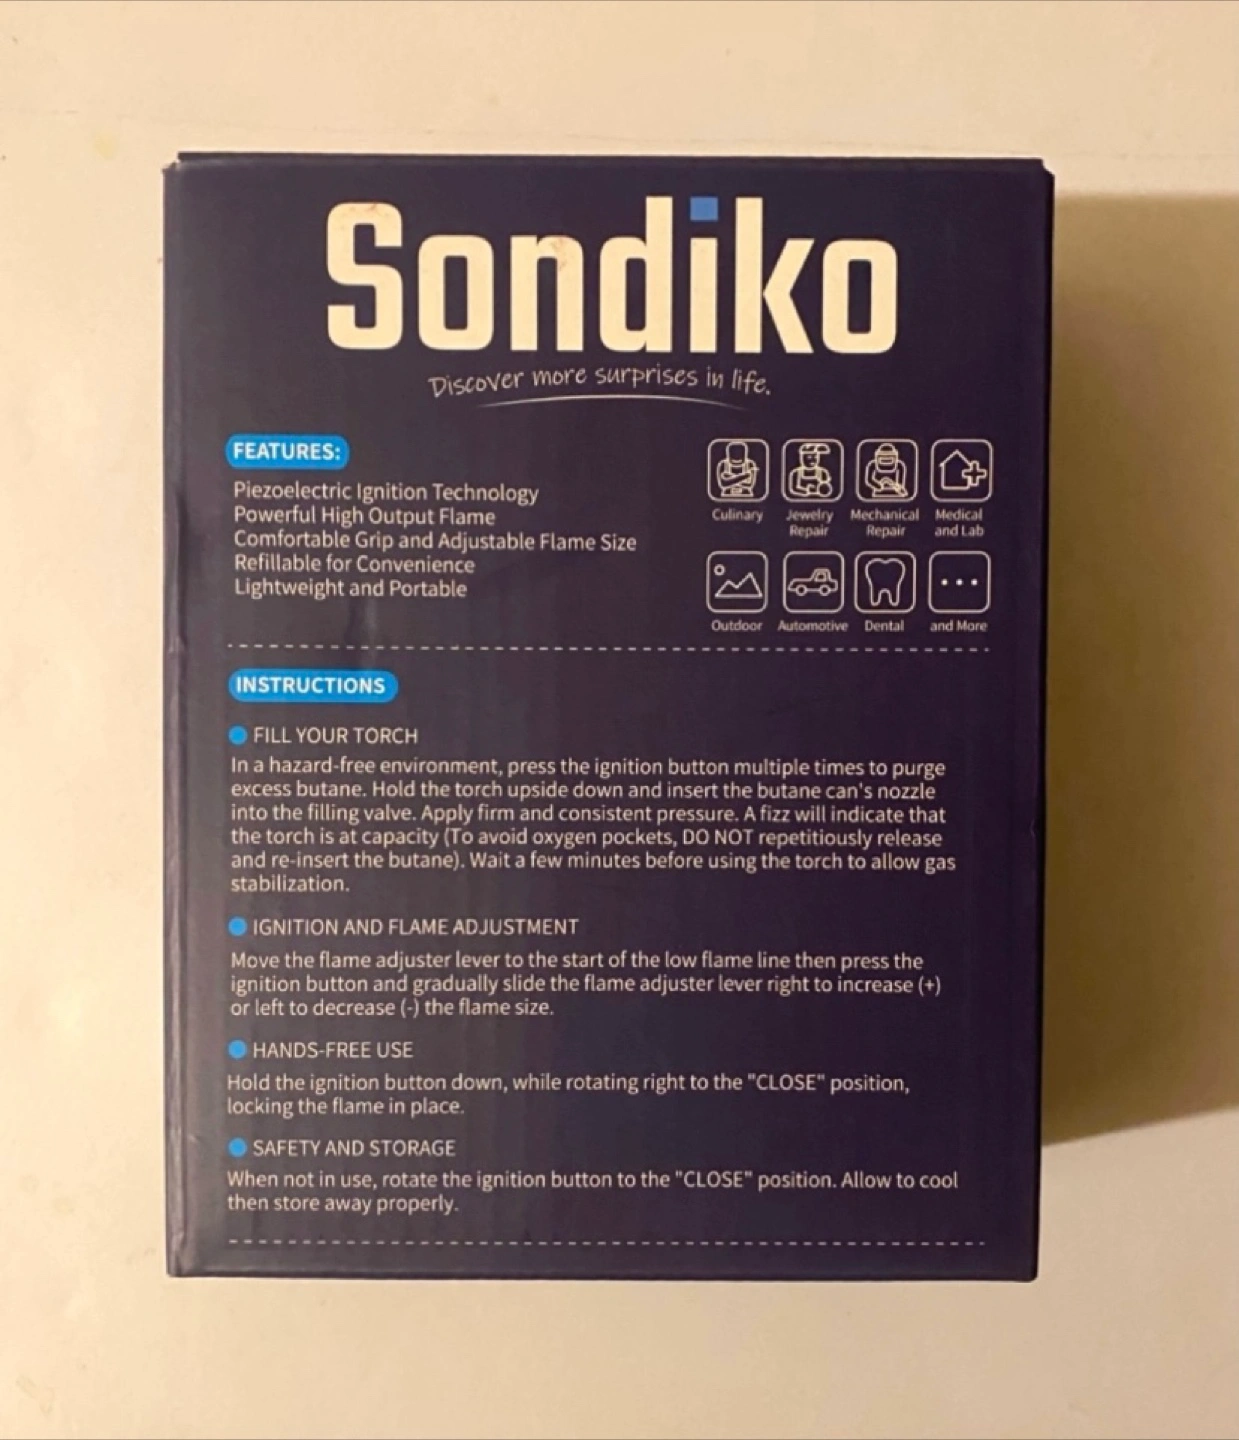 Sondiko
Discover more surprises in life.
FEATURES:
Piezoelectric Ignition Technology
Powerful High Output Flame
Comfortable Grip and Adjustable Flame Size
Refillable for Convenience
Lightweight and Portable
Culinary
Jewelry
Repair
Mechanical
Repair
Medical
and Lab
Outdoor
Automotive
Dental
and More
INSTRUCTIONS
FILL YOUR TORCH
In a hazard-free environment, press the ignition button multiple times to purge
excess butane. Hold the torch upside down and insert the butane can's nozzle
into the filling valve. Apply firm and consistent pressure. A fizz will indicate that
the torch is at capacity (To avoid oxygen pockets, DO NOT repetitiously release
and re-insert the butane). Wait a few minutes before using the torch to allow gas
stabilization.
IGNITION AND FLAME ADJUSTMENT
Move the flame adjuster lever to the start of the low flame line then press the
ignition button and gradually slide the flame adjuster lever right to increase (+)
or left to decrease (-) the flame size.
HANDS-FREE USE
Hold the ignition button down, while rotating right to the "CLOSE" position,
locking the flame in place.
SAFETY AND STORAGE
When not in use, rotate the ignition button to the "CLOSE" position. Allow to cool
then store away properly.